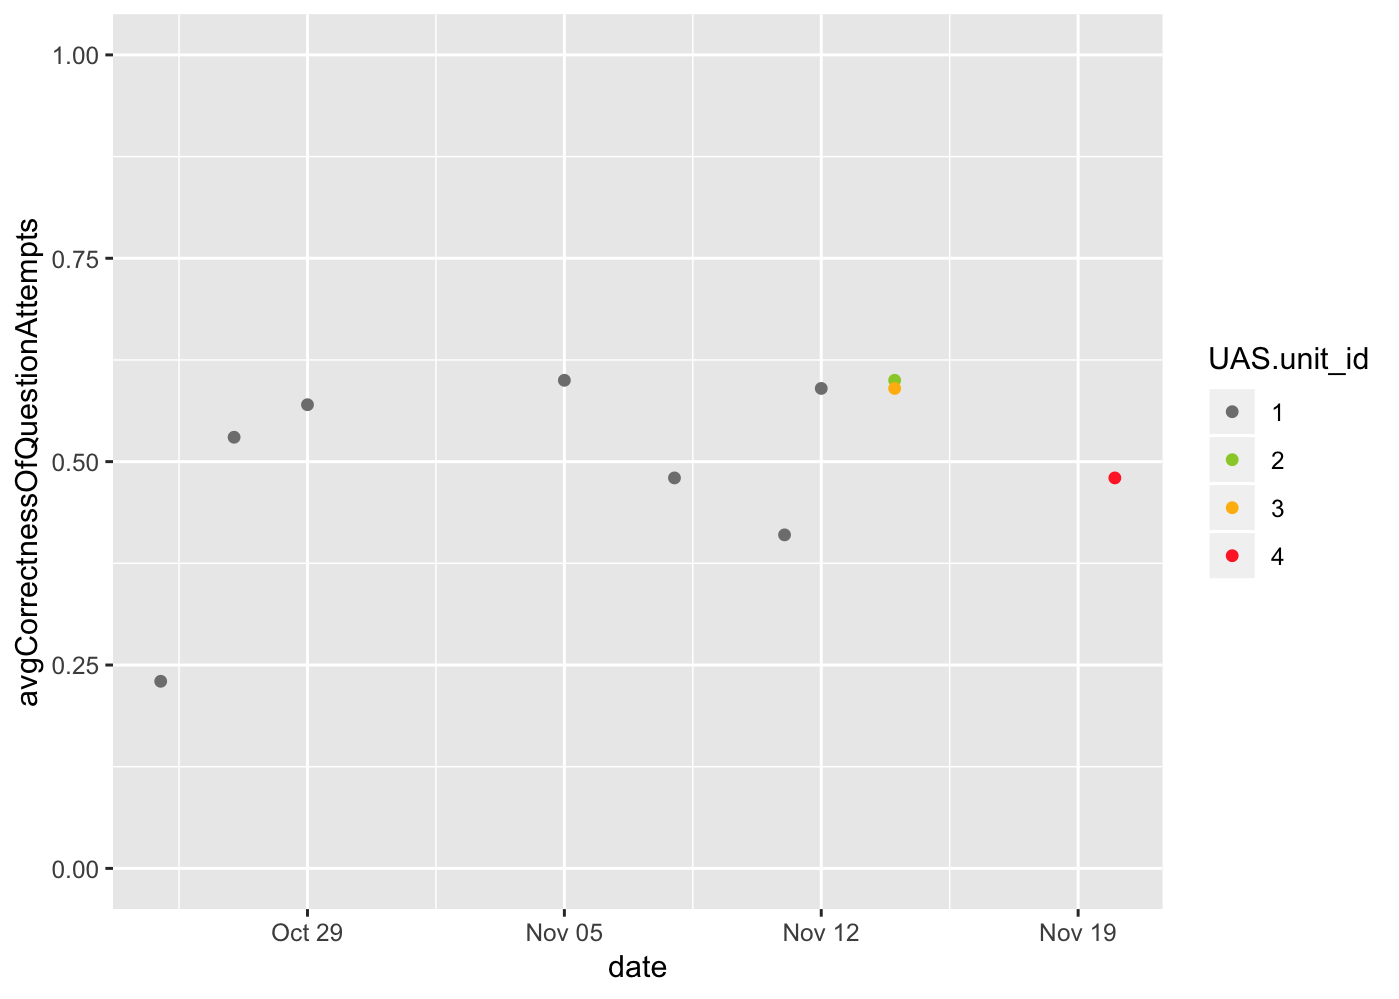 avgCorrectnessOfQuestionAttempts
1.00
0.75
0.50
0.25
0.00
Oct 29
Nov 05
Nov 12
Nov 19
date
UAS.unit_id
1
2
3
4